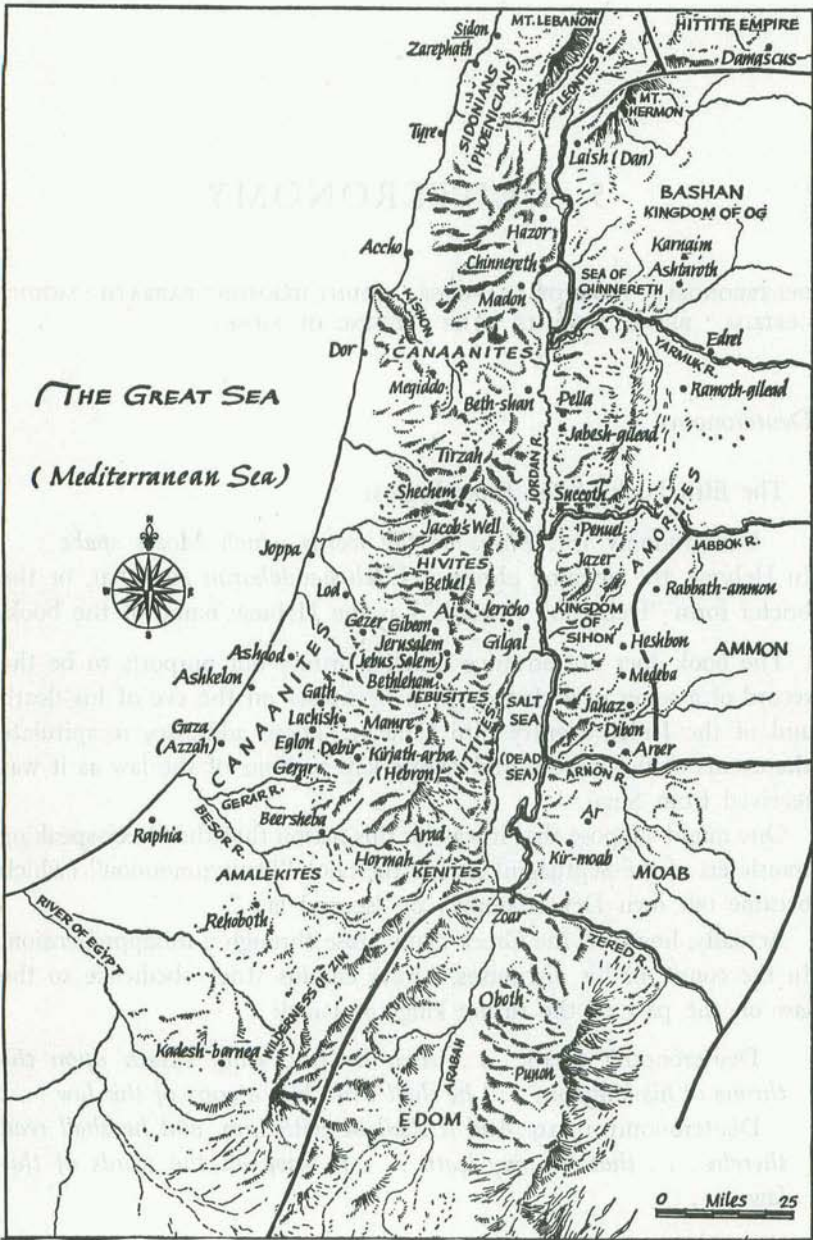 MT. LEBANON
HITTITE EMPIRE
Sidon
Zarephath
Damascus
LEONTES R.
MT.
HERMON
SIDONIANS
(PHOENICIANS)
Tyre
Laish (Dan)
BASHAN
KINGDOM OF OG
Hazor
Karnaim
Ashtaroth
Accho
Chinnereth
SEA OF
CHINNERETH
Madon
KISHON
R.
Edrei
YARMUK R.
Dor
CANAANITES
Megiddo
Beth-shan
Pella
Ramoth-gilead
THE GREAT SEA
(Mediterranean Sea)
Jabesh-gilead
JORDAN R.
Tirzah
Shechem
Succoth
Jacob's Well
Penuel
AMORITES
JABBOK R.
Joppa
HIVITES
Jazer
Bethel
Rabbath-ammon
Lod
Ai
Jericho
KINGDOM
OF
SIHON
Gezer
Gibeon
Gilgal
Heshbon
AMMON
Jerusalem
(Jebus, Salem)
Bethlehem
JEBUSITES
Medeba
Ashdod
Ashkelon
CANAANITES
Gath
Lachish
Mamre
SALT
SEA
(DEAD
SEA)
Jahaz
Dibon
Aroer
Gaza
(Azzah)
Eglon
Debir
Kirjath-arba
(Hebron)
HITTITES
Gerar
GERAR R.
ARNON R.
Beersheba
BESOR R.
Ar
Raphia
Arad
Hormah
Kir-moab
MOAB
AMALEKITES
KENITES
Zoar
RIVER OF EGYPT
Rehoboth
ZERED R.
WILDERNESS OF ZIN
Oboth
Kadesh-barnea
ARABAH
Punon
EDOM
0 Miles 25